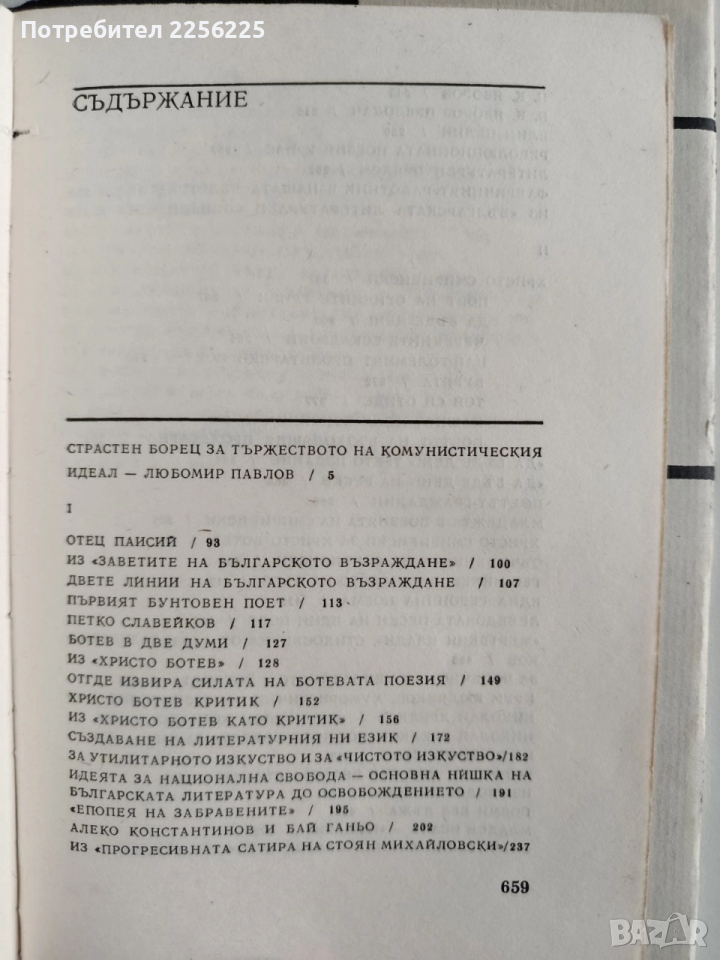 Потребител 2256225
СЪДЪРЖАНИЕ
СТРАСТЕН БОРЕЦ ЗА ТЪРЖЕСТВОТО НА КОМУНИСТИЧЕСКИЯ
ИДЕАЛ — ЛЮБОМИР ПАВЛОВ / 5
I
ОТЕЦ ПАИСИЙ / 93
ИЗ «ЗАВЕТИТЕ НА БЪЛГАРСКОТО ВЪЗРАЖДАНЕ» / 100
ДВЕТЕ ЛИНИИ НА БЪЛГАРСКОТО ВЪЗРАЖДАНЕ / 107
ПЪРВИЯТ БУНТОВЕН ПОЕТ / 113
ПЕТКО СЛАВЕЙКОВ / 117
БОТЕВ В ДВЕ ДУМИ / 127
ИЗ «ХРИСТО БОТЕВ» / 128
ОТГДЕ ИЗВИРА СИЛАТА НА БОТЕВАТА ПОЕЗИЯ / 149
ХРИСТО БОТЕВ КРИТИК / 152
ИЗ «ХРИСТО БОТЕВ КАТО КРИТИК» / 156
СЪЗДАВАНЕ НА ЛИТЕРАТУРНИЯ НИ ЕЗИК / 172
ЗА УТИЛИТАРНОТО ИЗКУСТВО И ЗА «ЧИСТОТО ИЗКУСТВО»/182
ИДЕЯТА ЗА НАЦИОНАЛНА СВОБОДА — ОСНОВНА НИШКА НА
БЪЛГАРСКАТА ЛИТЕРАТУРА ДО ОСВОБОЖДЕНИЕТО / 191
«ЕПОПЕЯ НА ЗАБРАВЕНИТЕ» / 195
АЛЕКО КОНСТАНТИНОВ И БАЙ ГАНЬО / 202
ИЗ «ПРОГРЕСИВНАТА САТИРА НА СТОЯН МИХАЙЛОВСКИ»/237
659
BAZAR